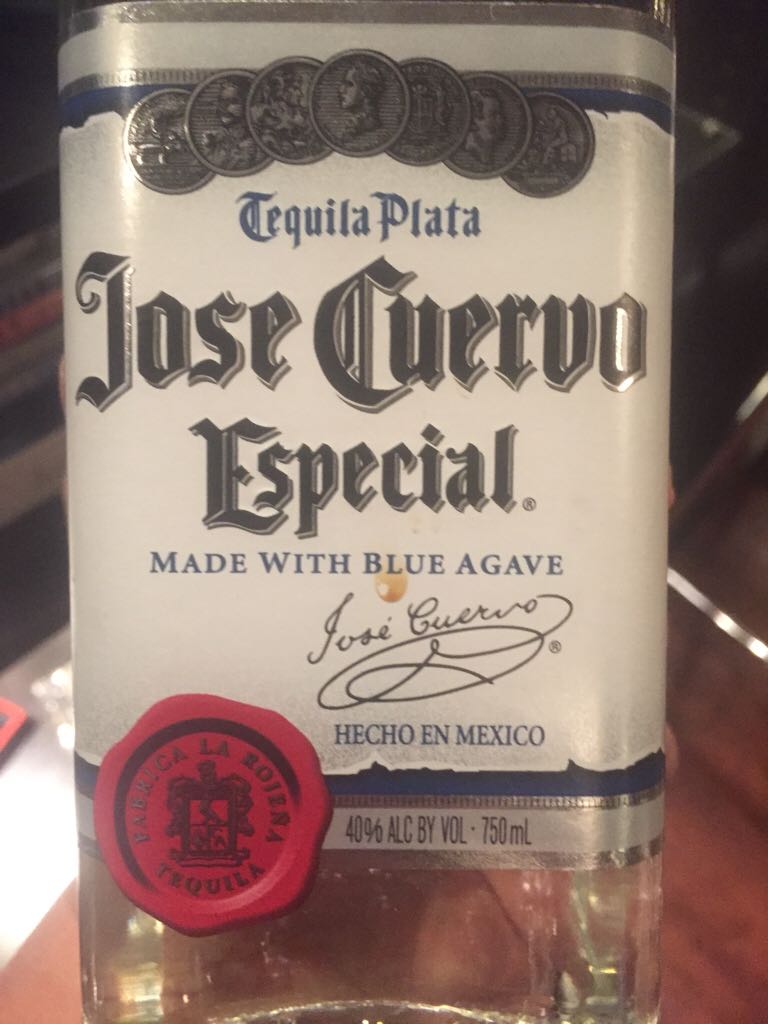 Tequila Plata
Jose Cuervo
Especial®
MADE WITH BLUE AGAVE
José Cuervo®
HECHO EN MEXICO
40% ALC BY VOL · 750 mL
FABRICA LA ROJEÑA
TEQUILA